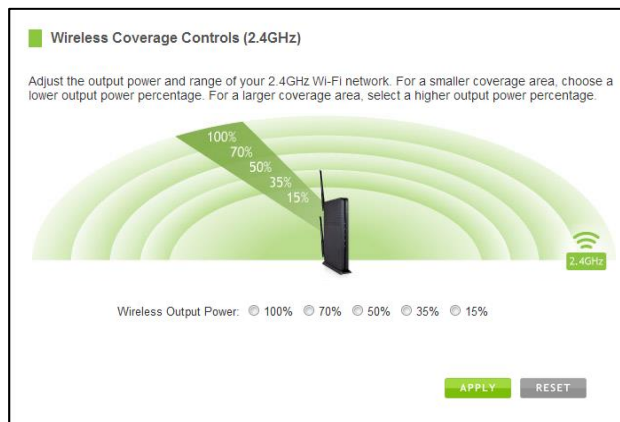 Wireless Coverage Controls (2.4GHz)
Adjust the output power and range of your 2.4GHz Wi-Fi network. For a smaller coverage area, choose a
lower output power percentage. For a larger coverage area, select a higher output power percentage.
100%
70%
50%
35%
15%
2.4GHz
Wireless Output Power: 100% 70% 50% 35% 15%
APPLY RESET